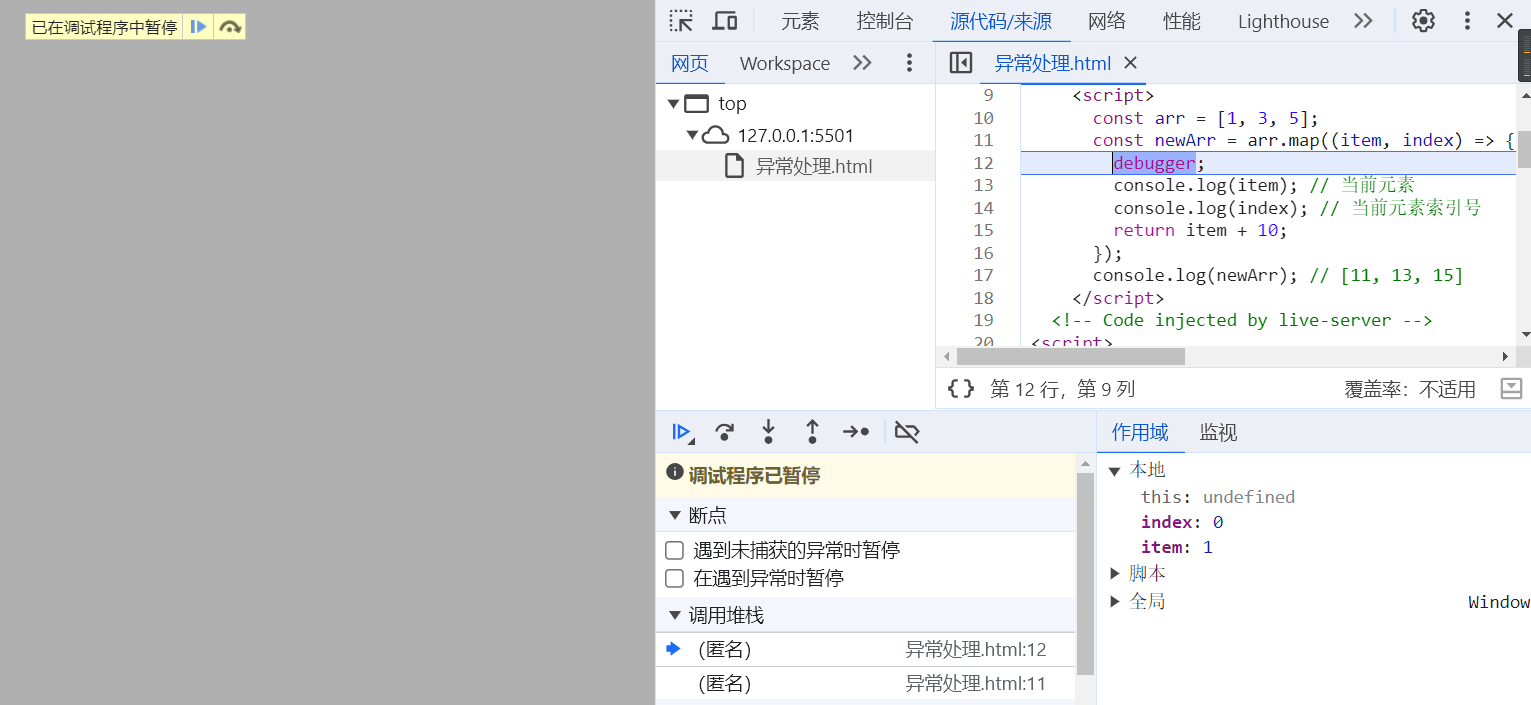 已在调试程序中暂停
元素 控制台 源代码/来源 网络 性能 Lighthouse
网页 Workspace
异常处理.html
top
127.0.0.1:5501
异常处理.html
9 <script>
10 const arr = [1, 3, 5];
11 const newArr = arr.map((item, index) => {
12 debugger;
13 console.log(item); // 当前元素
14 console.log(index); // 当前元素索引号
15 return item + 10;
16 });
17 console.log(newArr); // [11, 13, 15]
18 </script>
19 <!-- Code injected by live-server -->
20 <script>
{} 第 12 行，第 9 列 覆盖率：不适用
调试程序已暂停
断点
遇到未捕获的异常时暂停
在遇到异常时暂停
调用堆栈
(匿名) 异常处理.html:12
(匿名) 异常处理.html:11
作用域 监视
本地
this: undefined
index: 0
item: 1
脚本
全局 Window